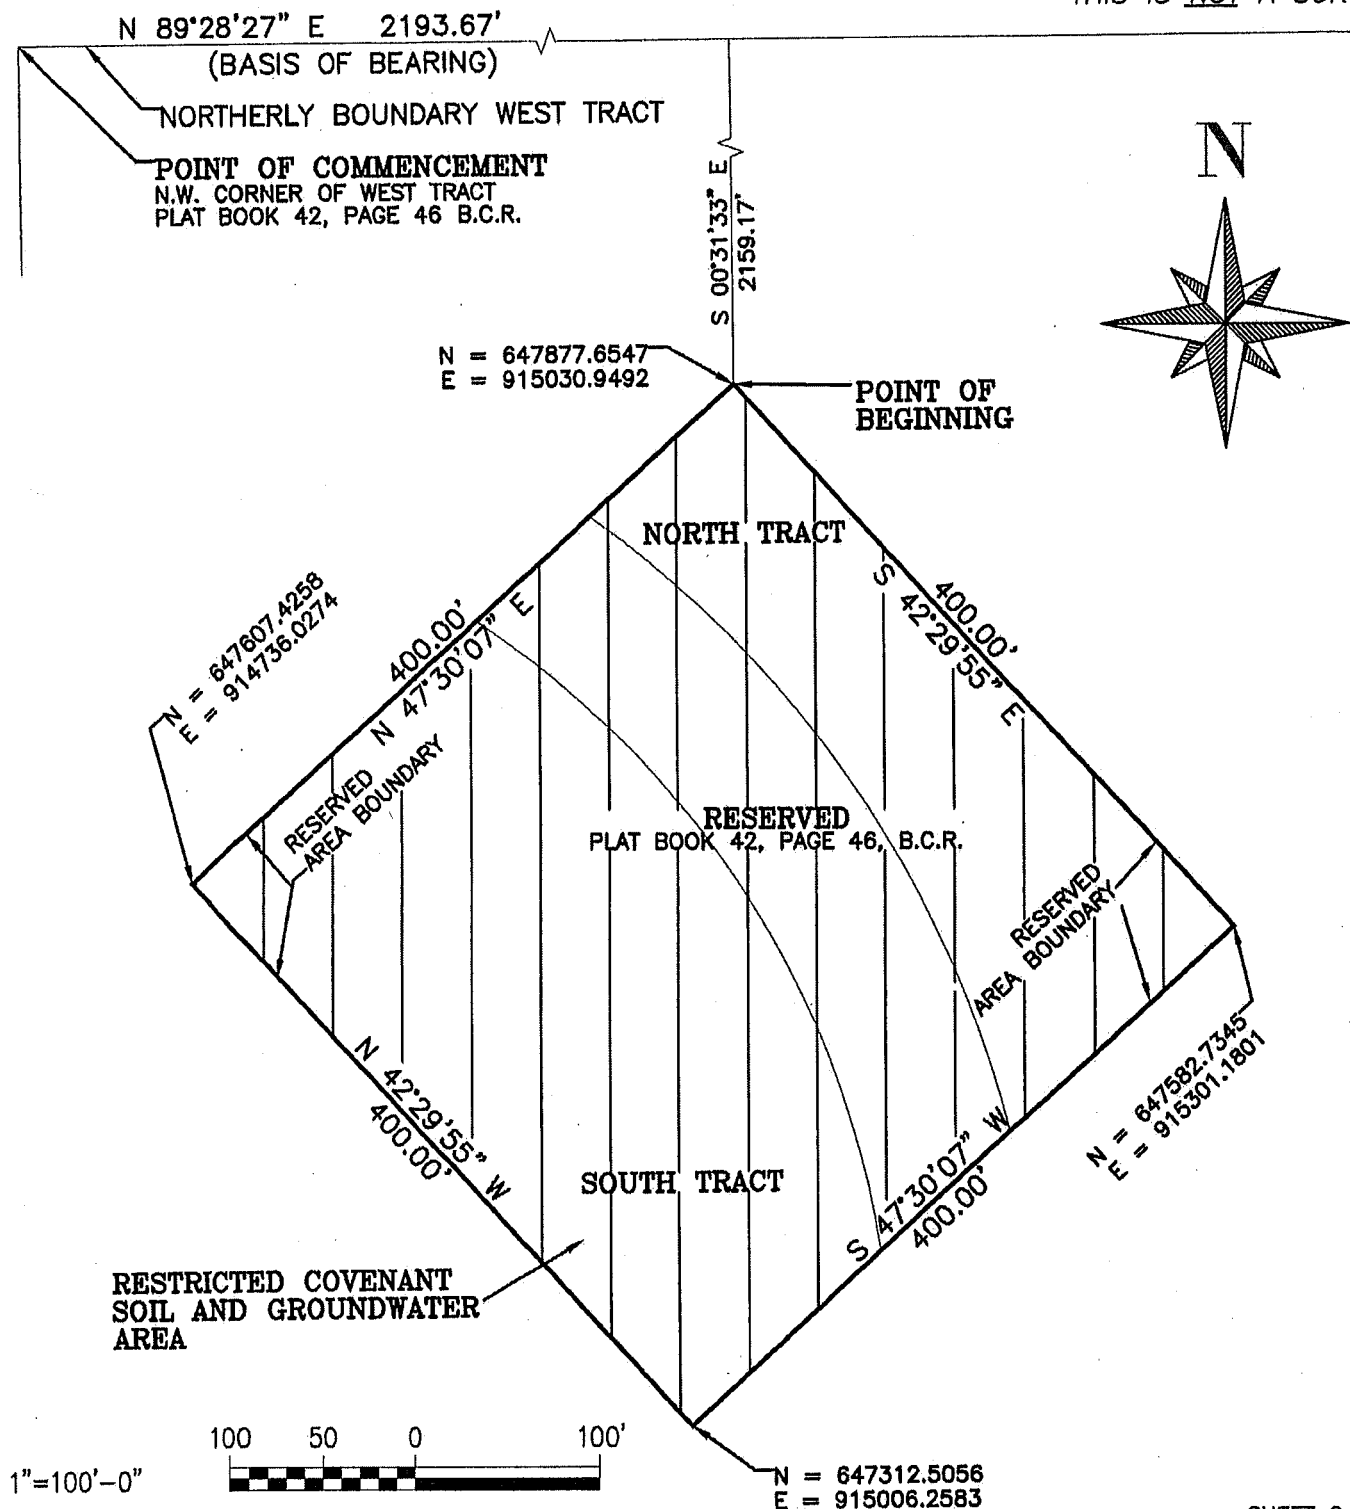 N 89°28'27" E 2193.67'
(BASIS OF BEARING)
NORTHERLY BOUNDARY WEST TRACT
POINT OF COMMENCEMENT
N.W. CORNER OF WEST TRACT
PLAT BOOK 42, PAGE 46 B.C.R.
S 00°31'33" E
2159.17'
N
N = 647877.6547
E = 915030.9492
POINT OF
BEGINNING
NORTH TRACT
S 42°29'55" E
400.00'
400.00'
N 47°30'07" E
N = 647607.4258
E = 914736.0274
RESERVED
AREA BOUNDARY
RESERVED
PLAT BOOK 42, PAGE 46, B.C.R.
RESERVED
AREA BOUNDARY
N = 647582.7345
E = 915301.1801
N 42°29'55" W
400.00'
S 47°30'07" W
400.00'
SOUTH TRACT
RESTRICTED COVENANT
SOIL AND GROUNDWATER
AREA
100 50 0 100'
1"=100'-0"
N = 647312.5056
E = 915006.2583